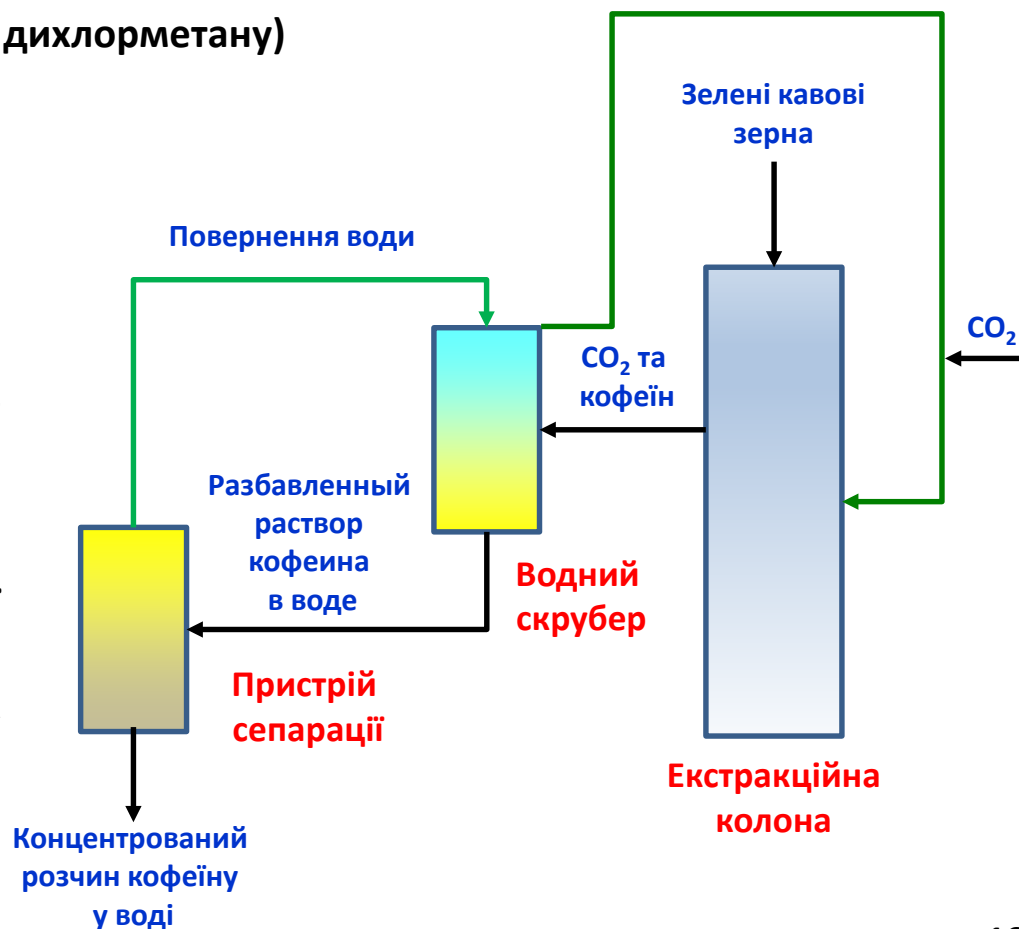 дихлорметану)
Зелені кавові
зерна
Повернення води
CO₂
CO₂ та
кофеїн
Разбавленный
раствор
кофеина
в воде
Водний
скрубер
Пристрій
сепарації
Екстракційна
колона
Концентрований
розчин кофеїну
у воді